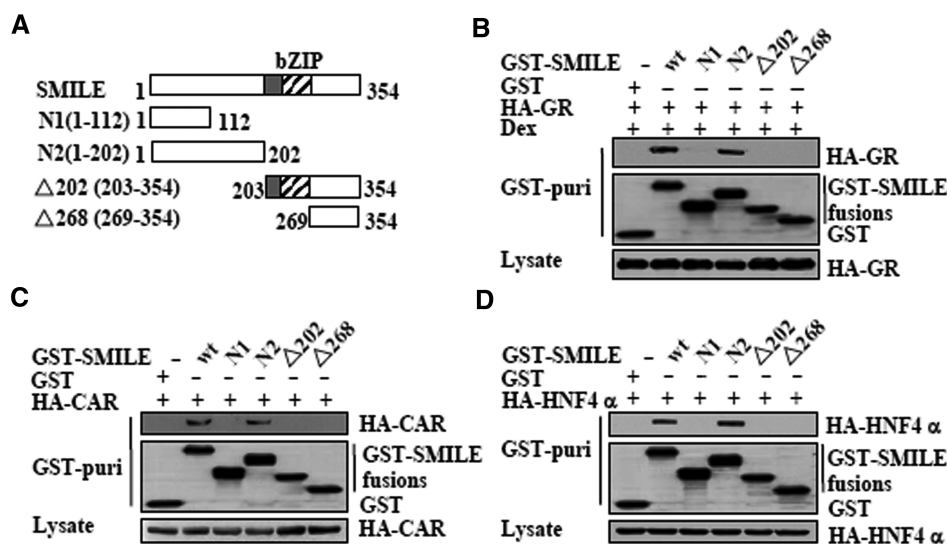 A
bZIP
SMILE 1 354
N1(1-112) 1 112
N2(1-202) 1 202
△202 (203-354) 203 354
△268 (269-354) 269 354
B
GST-SMILE – wt N1 N2 △202 △268
GST + – – – – –
HA-GR + + + + + +
Dex + + + + + +
HA-GR
GST-puri
GST-SMILE
fusions
GST
Lysate
HA-GR
C
GST-SMILE – wt N1 N2 △202 △268
GST + – – – – –
HA-CAR + + + + + +
HA-CAR
GST-puri
GST-SMILE
fusions
GST
Lysate
HA-CAR
D
GST-SMILE – wt N1 N2 △202 △268
GST + – – – – –
HA-HNF4 α + + + + + +
HA-HNF4 α
GST-puri
GST-SMILE
fusions
GST
Lysate
HA-HNF4 α